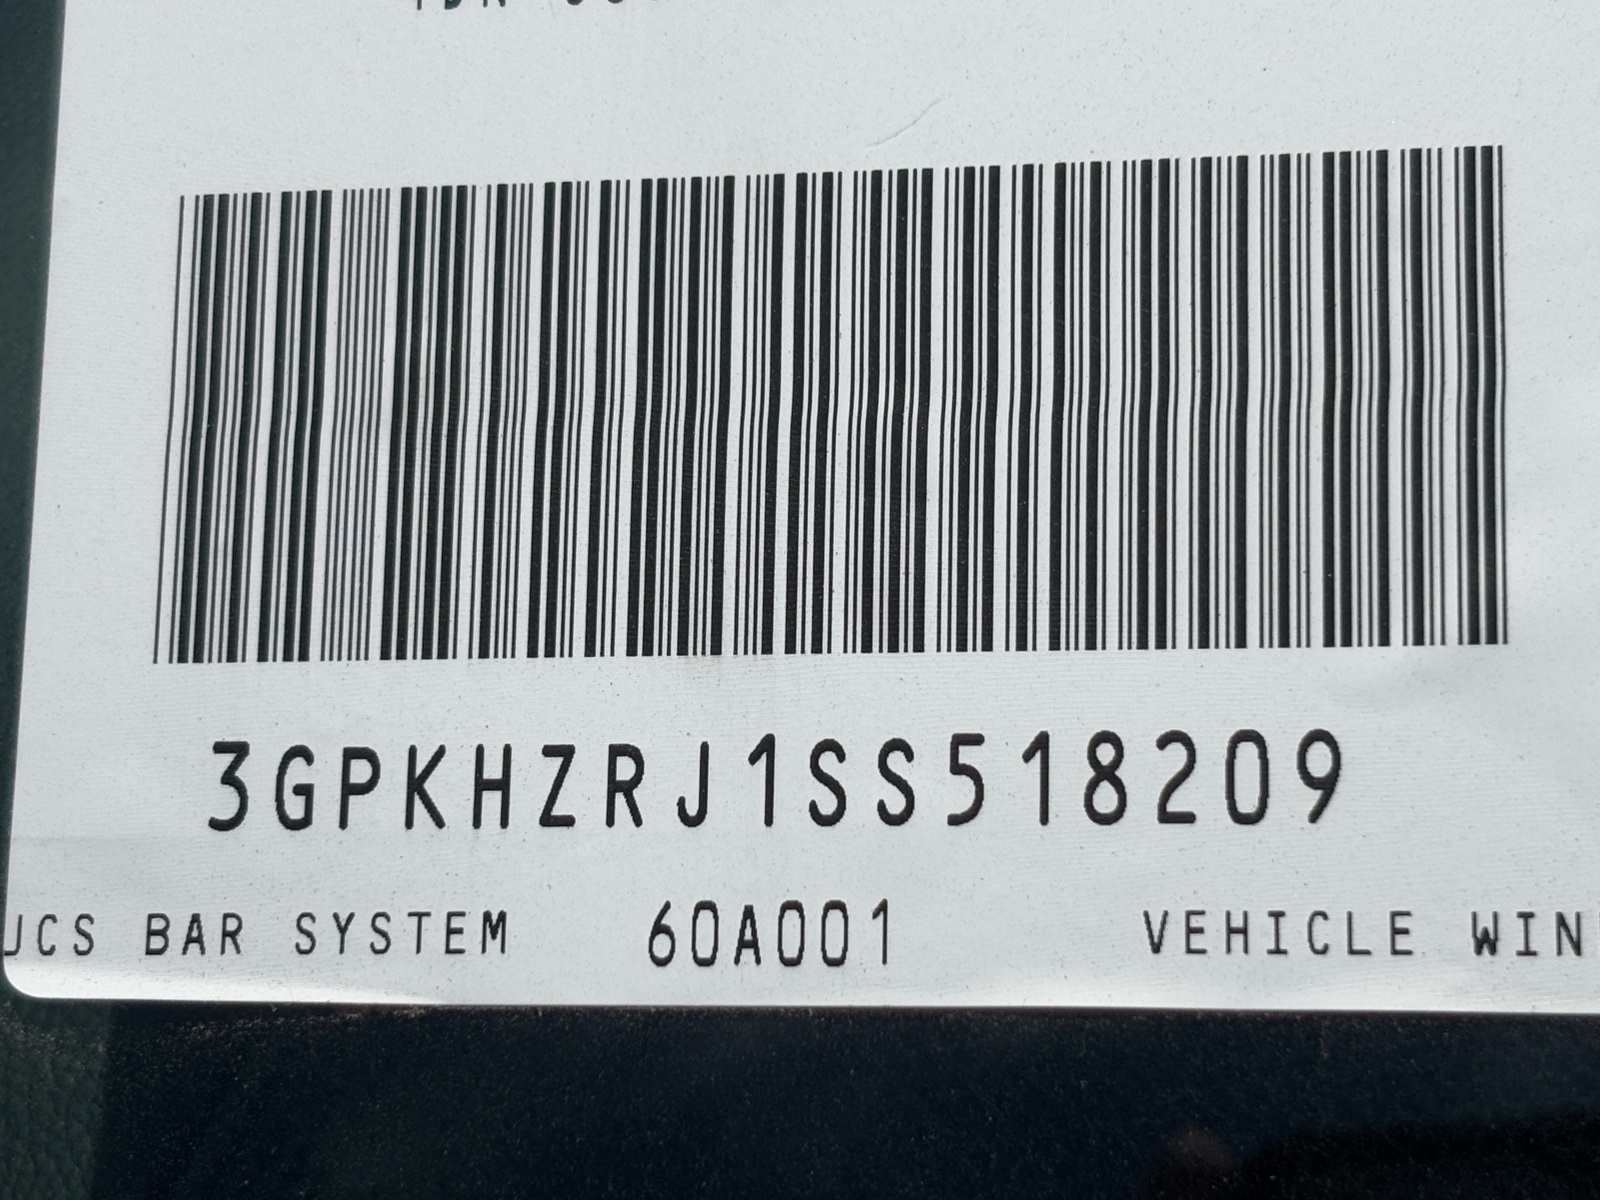 3GPKHZRJ1SS518209
UCS BAR SYSTEM 60A001 VEHICLE WIN